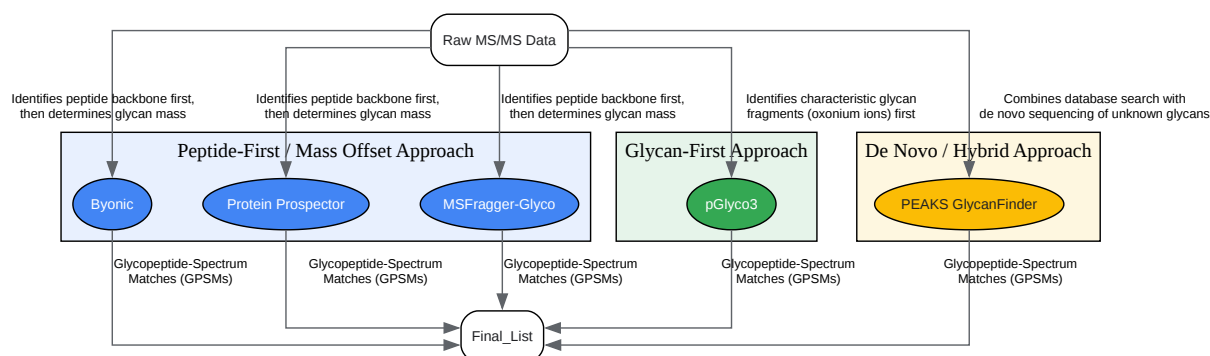 Raw MS/MS Data
Identifies peptide backbone first,
then determines glycan mass
Identifies peptide backbone first,
then determines glycan mass
Identifies peptide backbone first,
then determines glycan mass
Identifies characteristic glycan
fragments (oxonium ions) first
Combines database search with
de novo sequencing of unknown glycans
Peptide-First / Mass Offset Approach
Glycan-First Approach
De Novo / Hybrid Approach
Byonic
Protein Prospector
MSFragger-Glyco
pGlyco3
PEAKS GlycanFinder
Glycopeptide-Spectrum
Matches (GPSMs)
Glycopeptide-Spectrum
Matches (GPSMs)
Glycopeptide-Spectrum
Matches (GPSMs)
Glycopeptide-Spectrum
Matches (GPSMs)
Glycopeptide-Spectrum
Matches (GPSMs)
Final_List